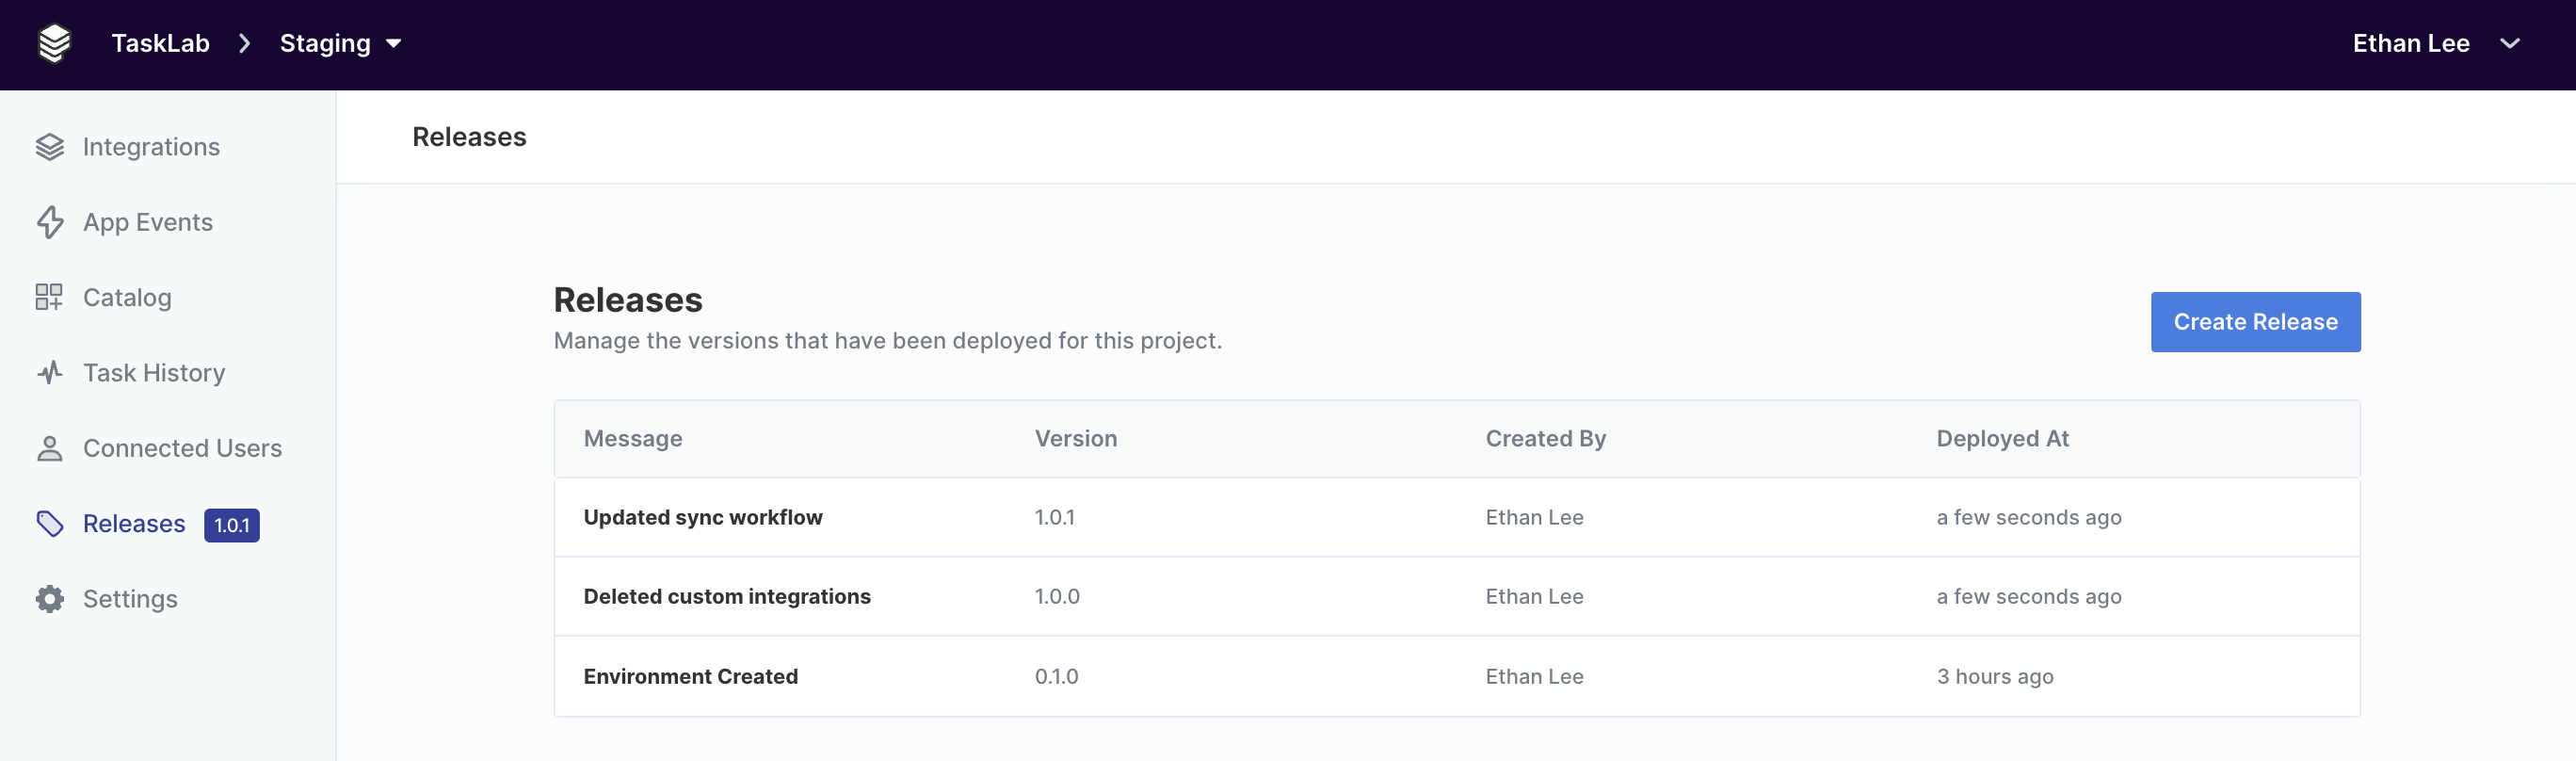 TaskLab > Staging
Ethan Lee
Integrations
App Events
Catalog
Task History
Connected Users
Releases 1.0.1
Settings
Releases
Releases
Manage the versions that have been deployed for this project.
Create Release
Message Version Created By Deployed At
Updated sync workflow 1.0.1 Ethan Lee a few seconds ago
Deleted custom integrations 1.0.0 Ethan Lee a few seconds ago
Environment Created 0.1.0 Ethan Lee 3 hours ago